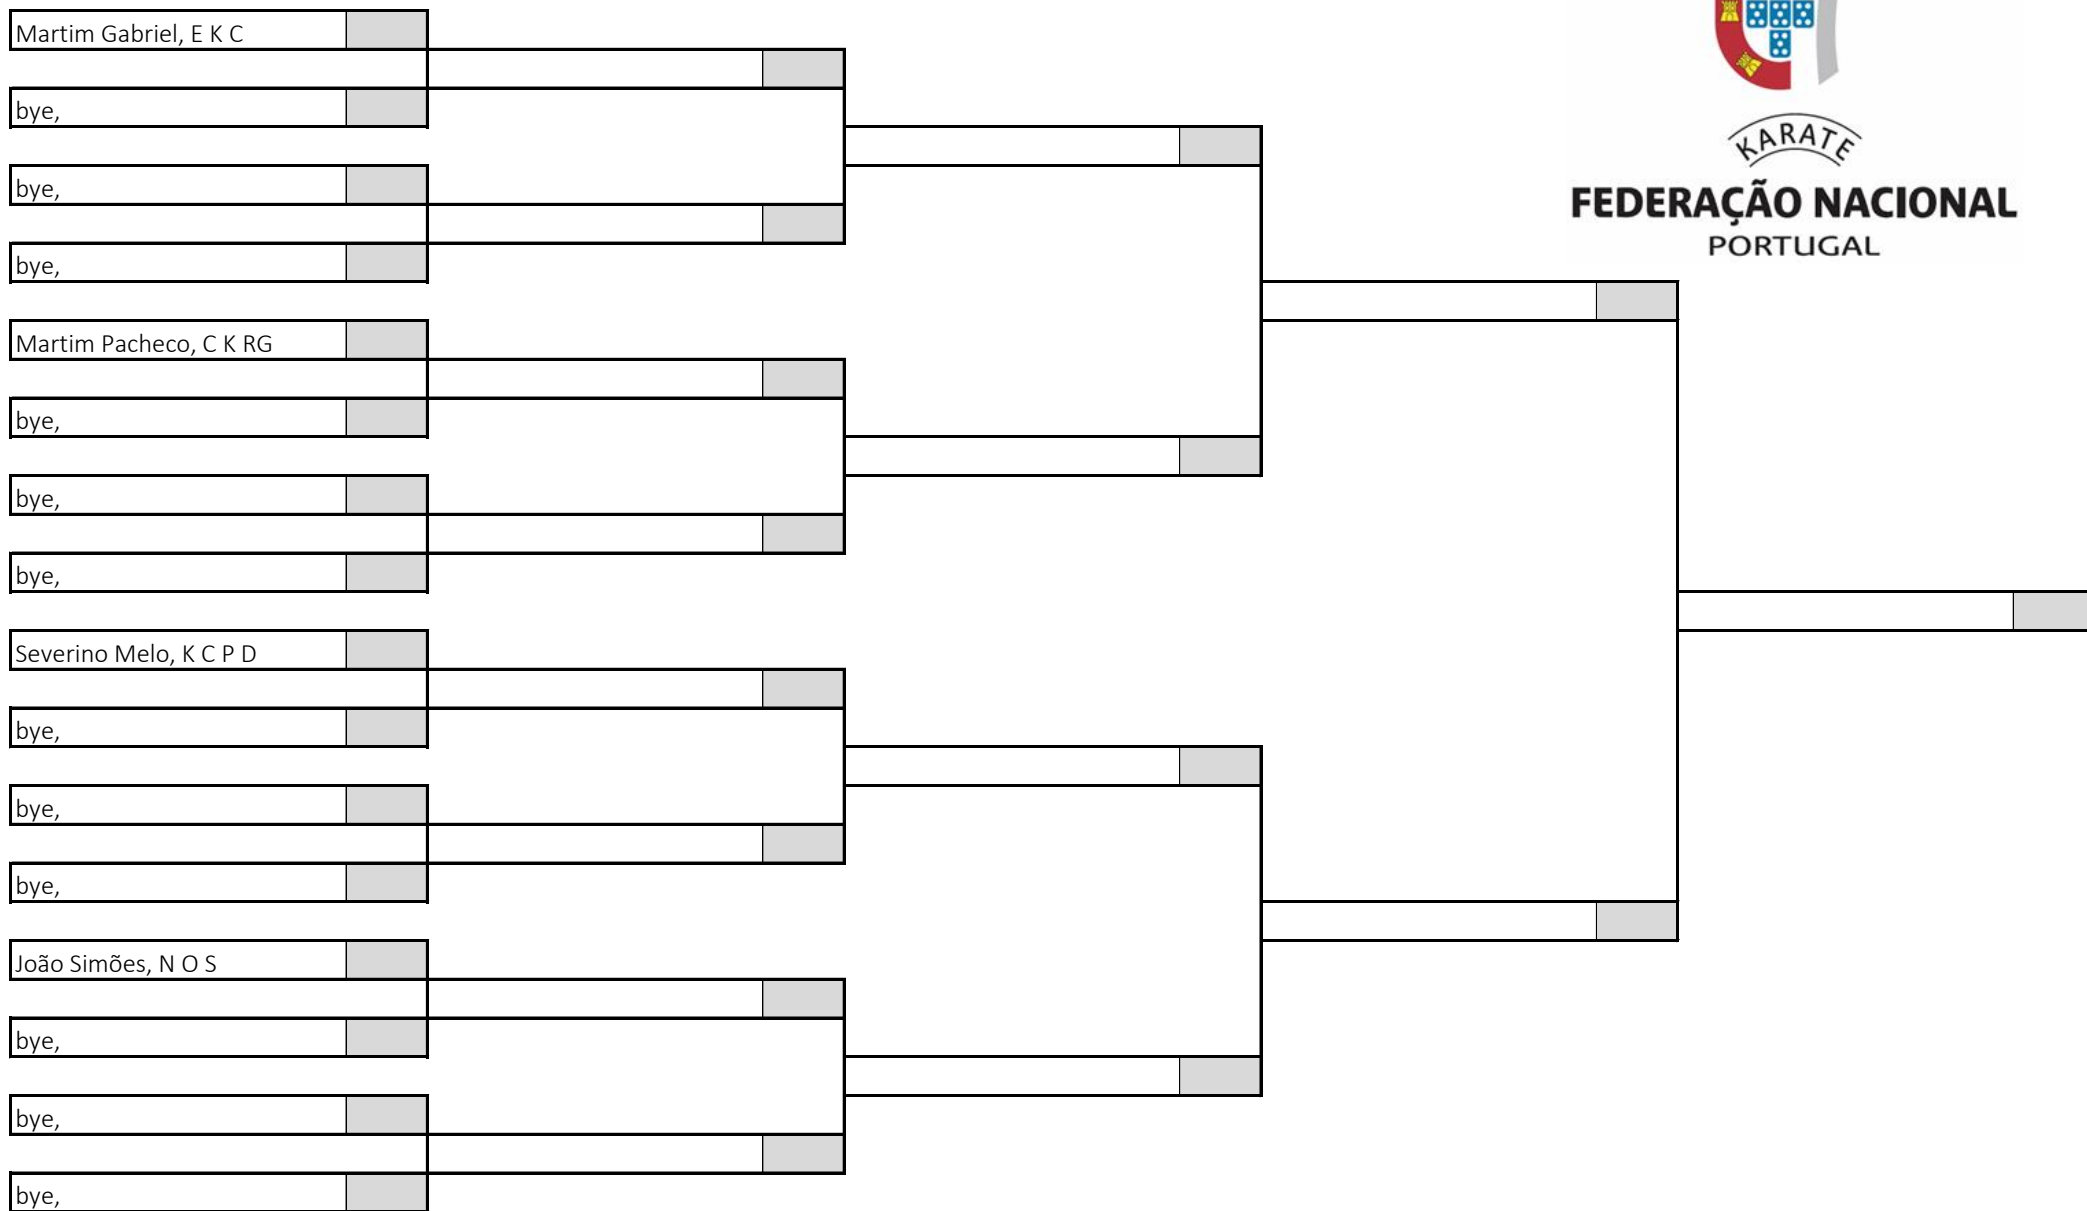 Martim Gabriel, E K C
bye,
bye,
bye,
Martim Pacheco, C K RG
bye,
bye,
bye,
Severino Melo, K C P D
bye,
bye,
bye,
João Simões, N O S
bye,
bye,
bye,
KARATE
FEDERAÇÃO NACIONAL
PORTUGAL